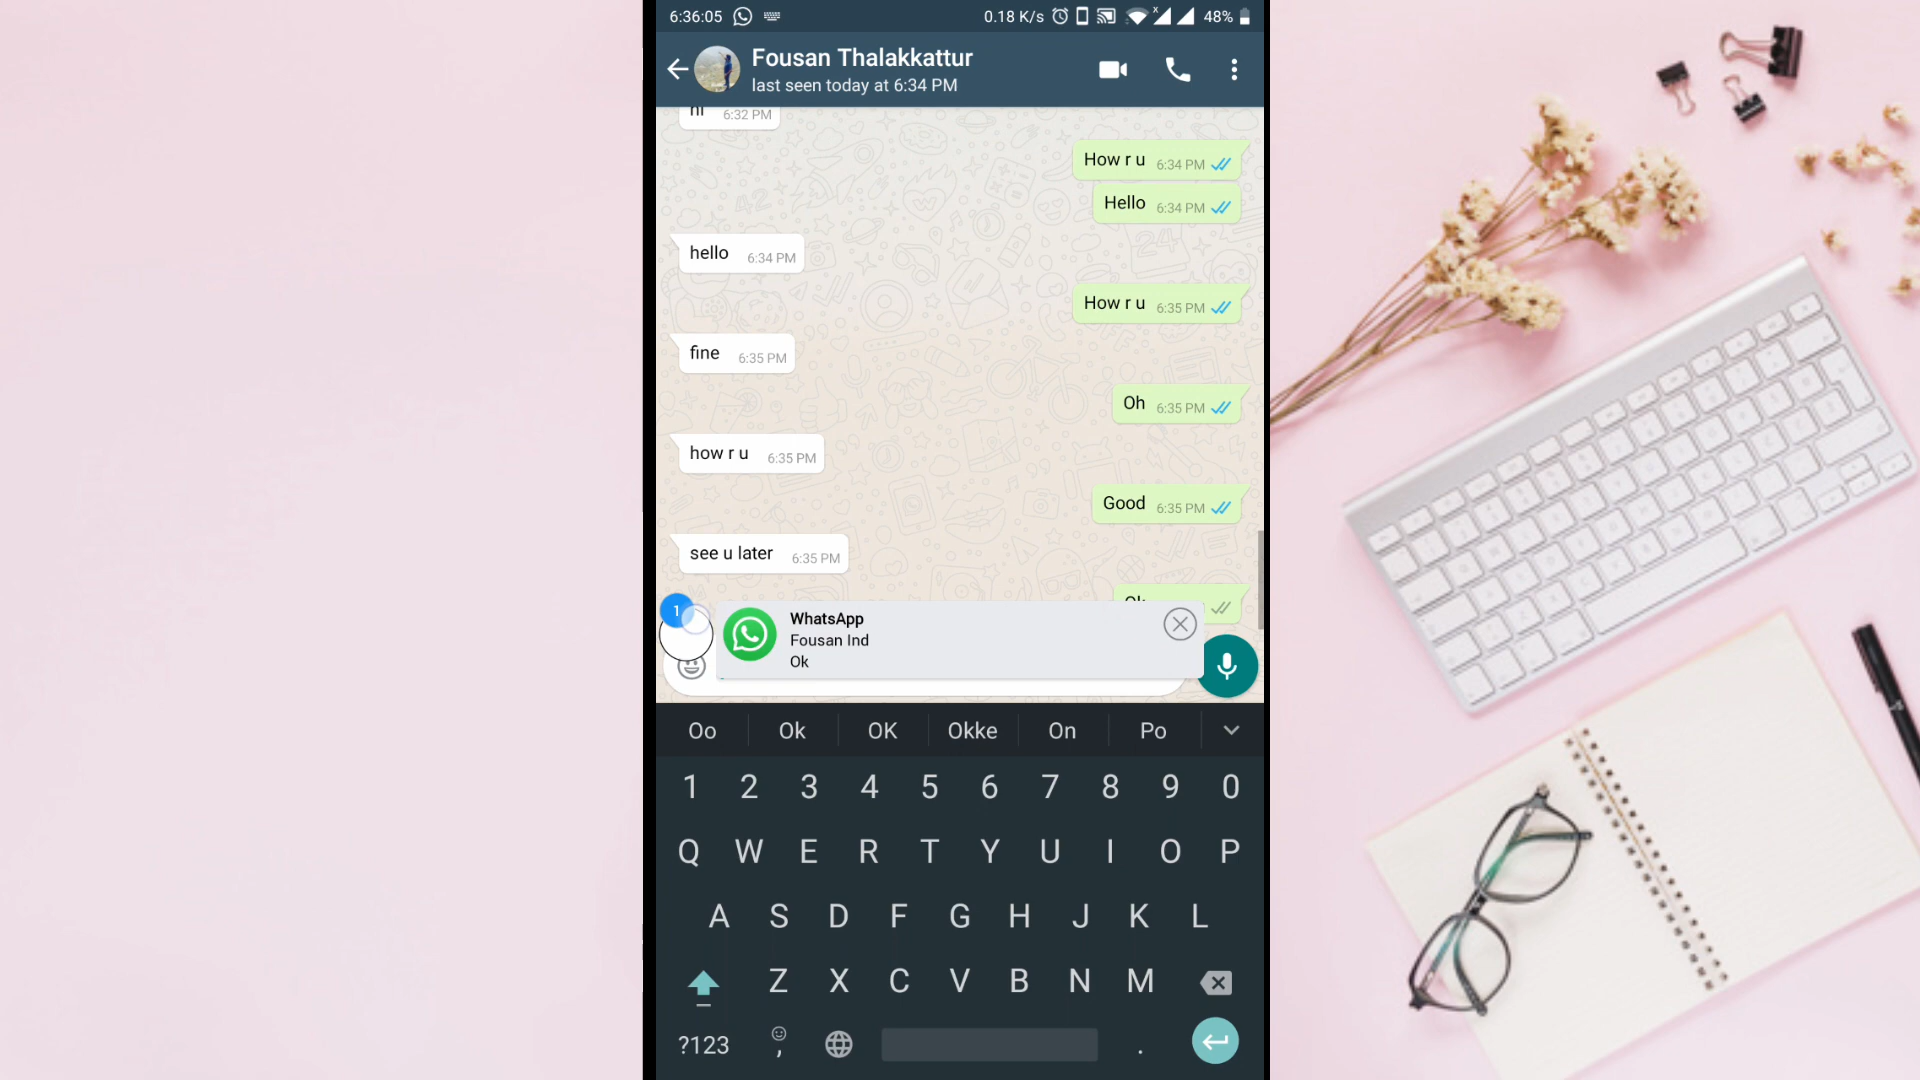 6:36:05 0.18 K/s x 48%
Fousan Thalakkattur
last seen today at 6:34 PM
hi 6:32 PM
How r u 6:34 PM
Hello 6:34 PM
hello 6:34 PM
How r u 6:35 PM
fine 6:35 PM
Oh 6:35 PM
how r u 6:35 PM
Good 6:35 PM
see u later 6:35 PM
Ok
1
WhatsApp
Fousan Ind
Ok
Oo Ok OK Okke On Po
1 2 3 4 5 6 7 8 9 0
Q W E R T Y U I O P
A S D F G H J K L
Z X C V B N M
?123 , .